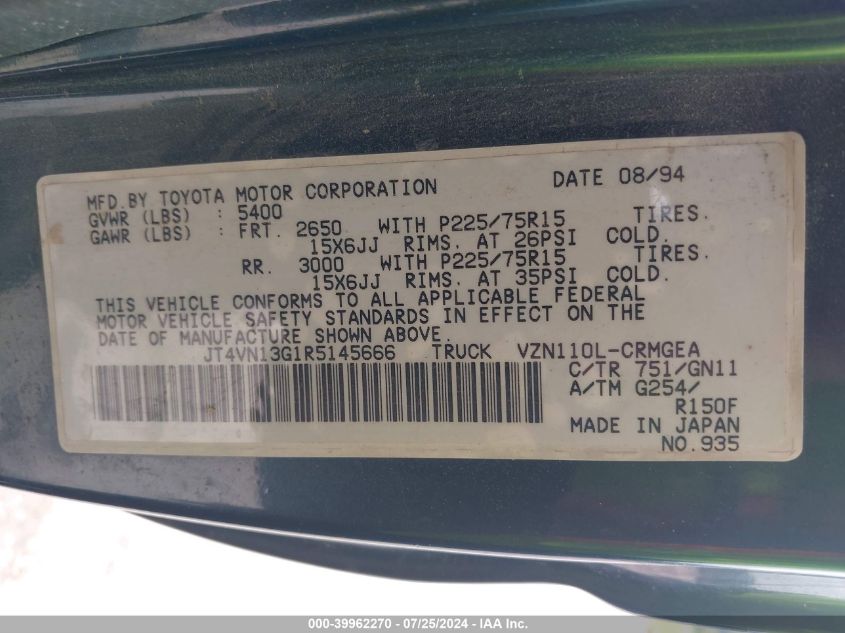 MFD.BY TOYOTA MOTOR CORPORATION DATE 08/94
GVWR (LBS) : 5400
GAWR (LBS) : FRT. 2650 WITH P225/75R15 TIRES.
15X6JJ RIMS. AT 26PSI COLD.
RR. 3000 WITH P225/75R15 TIRES.
15X6JJ RIMS. AT 35PSI COLD.
THIS VEHICLE CONFORMS TO ALL APPLICABLE FEDERAL
MOTOR VEHICLE SAFETY STANDARDS IN EFFECT ON THE
DATE OF MANUFACTURE SHOWN ABOVE.
JT4VN13G1R5145666 TRUCK VZN110L-CRMGEA
C/TR 751/GN11
A/TM G254/
R150F
MADE IN JAPAN
NO.935
000-39962270 - 07/25/2024 - IAA Inc.